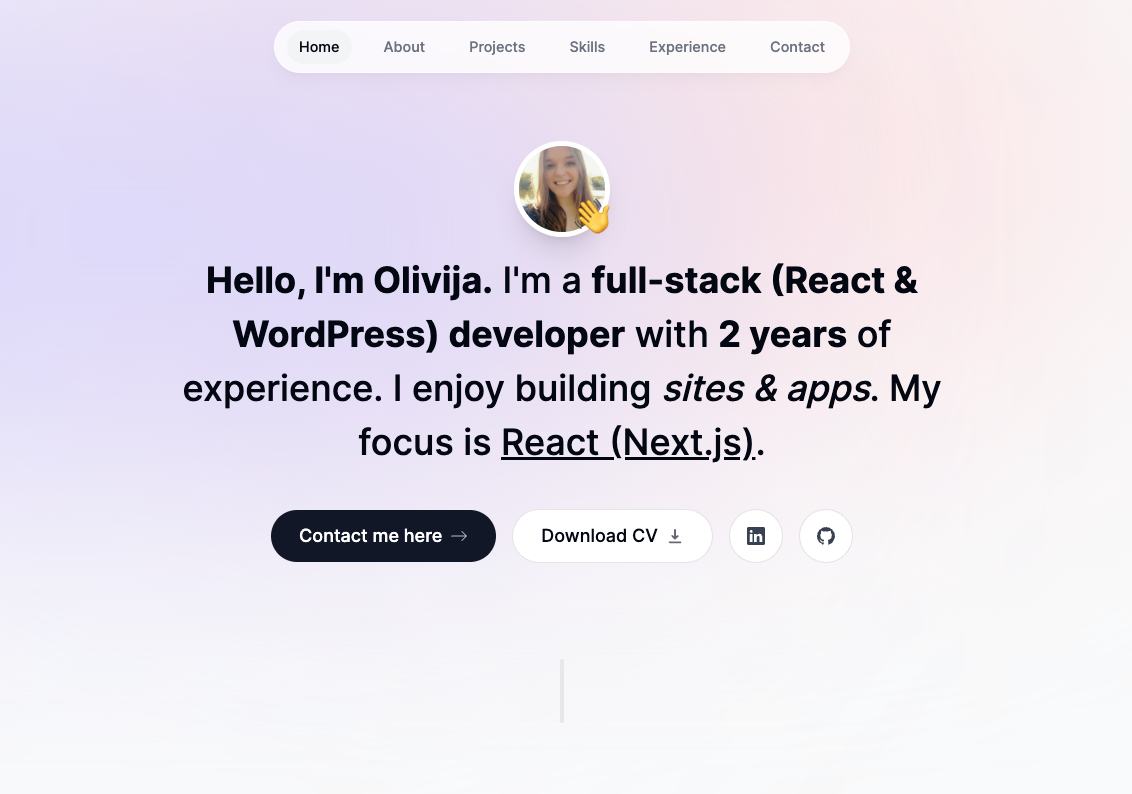 Home About Projects Skills Experience Contact
Hello, I'm Olivija. I'm a full-stack (React &
WordPress) developer with 2 years of
experience. I enjoy building sites & apps. My
focus is React (Next.js).
Contact me here → Download CV in